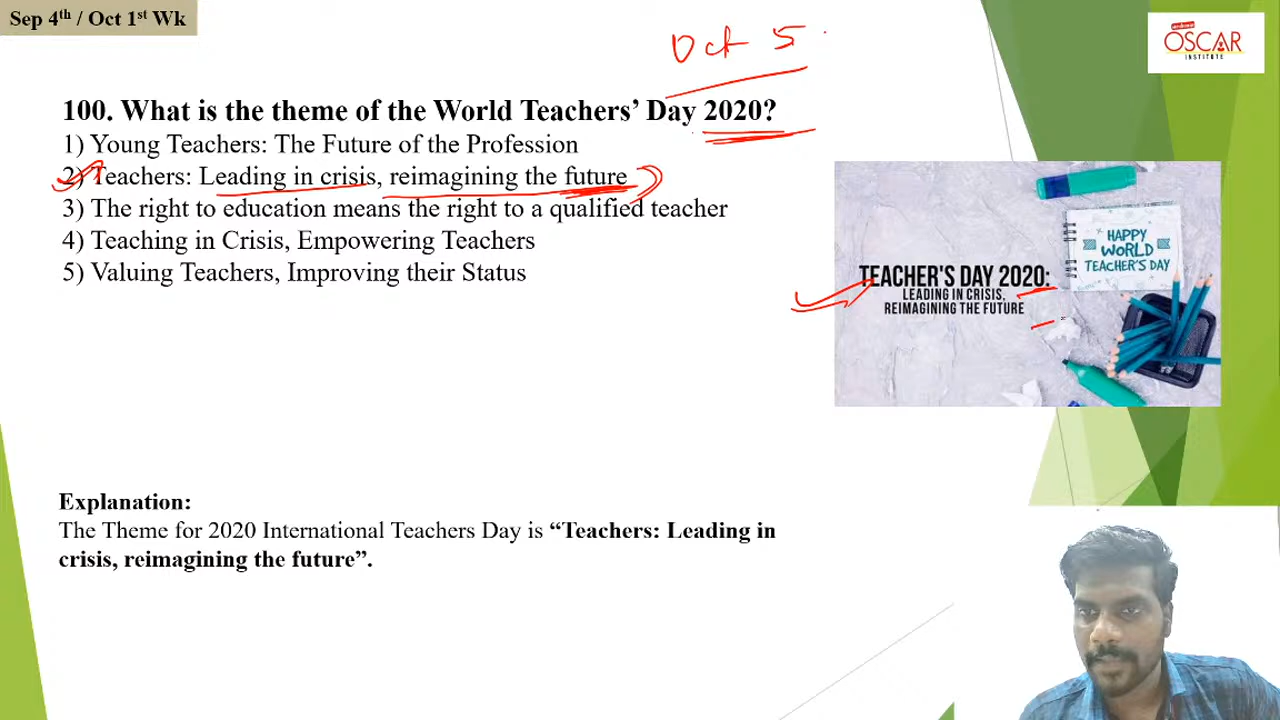 Sep 4th / Oct 1st Wk
Oct 5
OSCAR
INSTITUTE
100. What is the theme of the World Teachers’ Day 2020?
1) Young Teachers: The Future of the Profession
2) Teachers: Leading in crisis, reimagining the future
3) The right to education means the right to a qualified teacher
4) Teaching in Crisis, Empowering Teachers
5) Valuing Teachers, Improving their Status
HAPPY
WORLD
TEACHER'S DAY
TEACHER'S DAY 2020:
LEADING IN CRISIS,
REIMAGINING THE FUTURE
Explanation:
The Theme for 2020 International Teachers Day is “Teachers: Leading in
crisis, reimagining the future”.